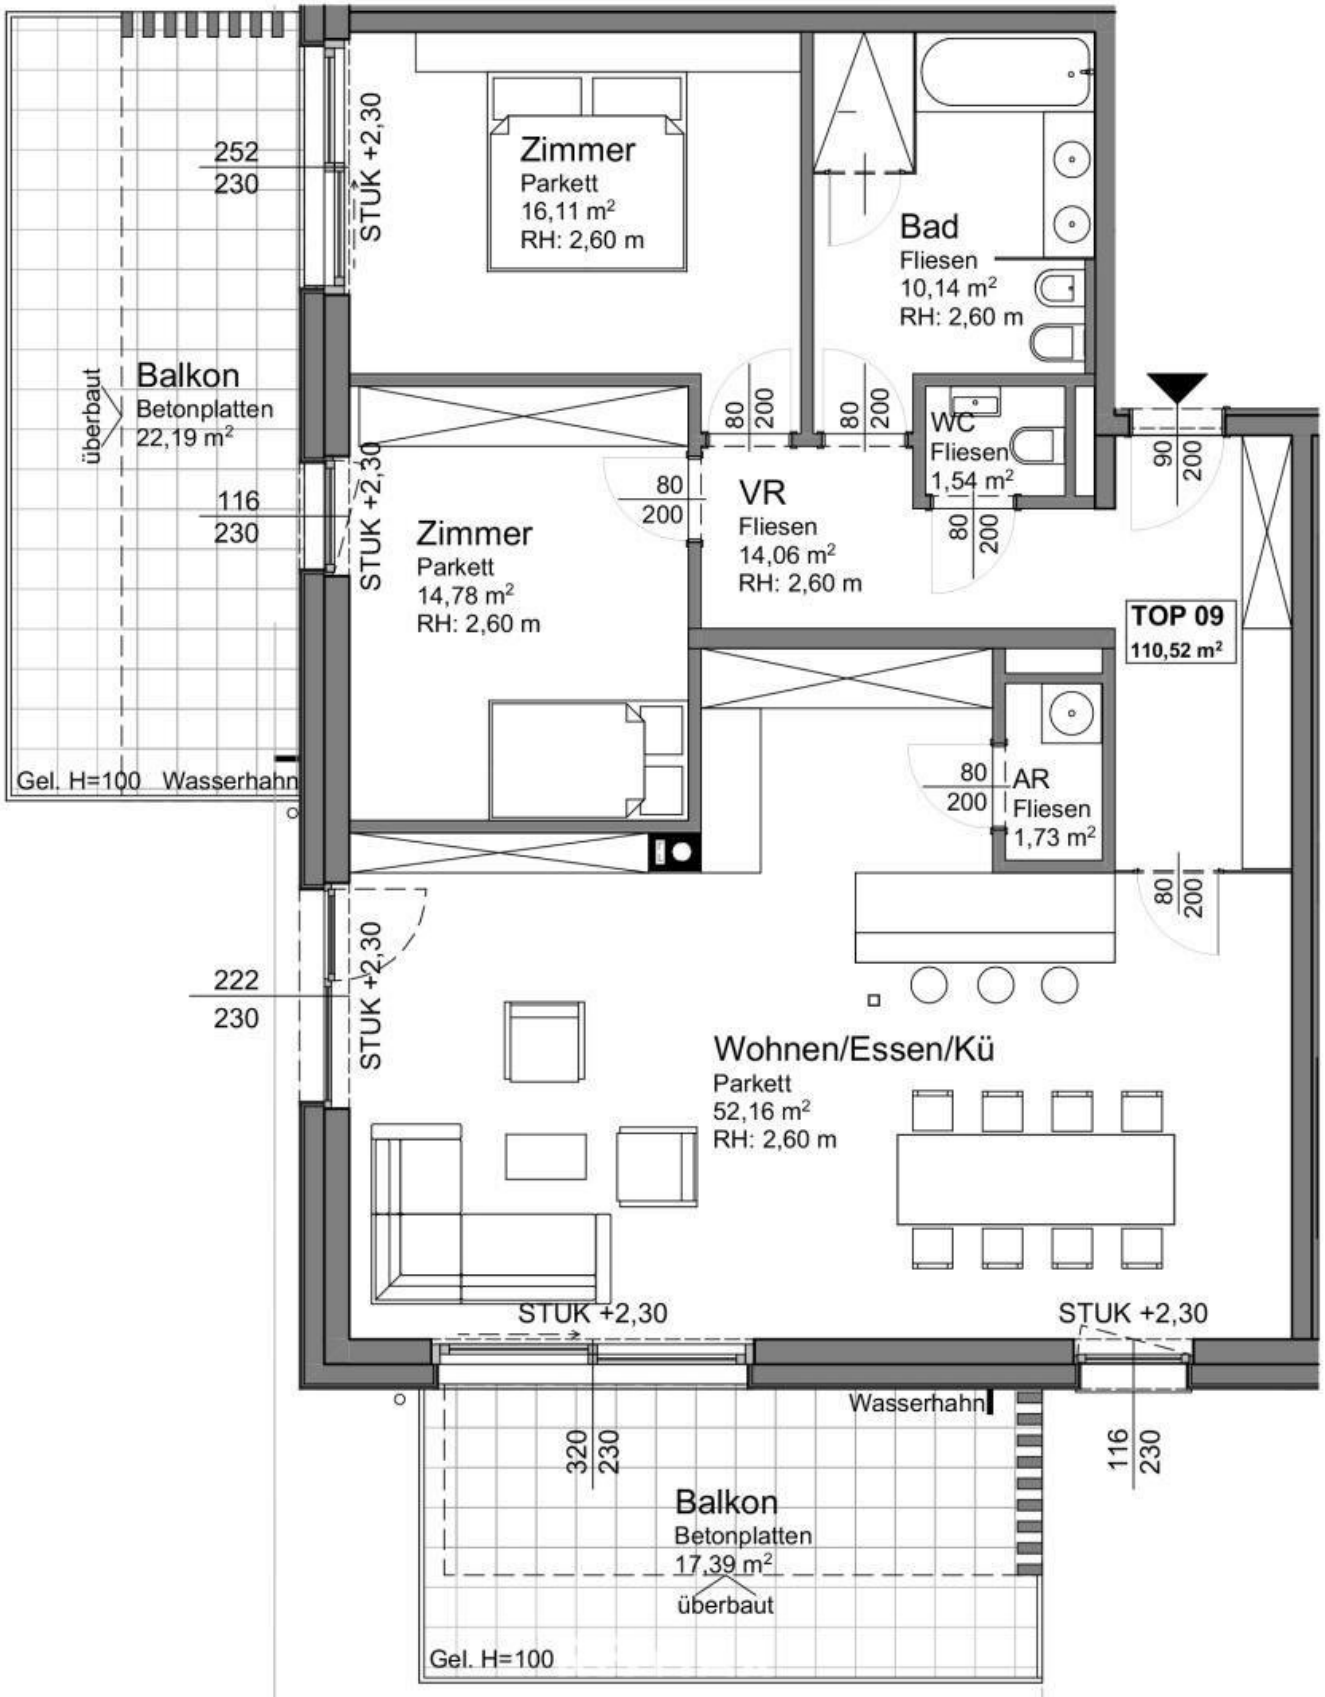 252
230
STUK +2,30
Zimmer
Parkett
16,11 m²
RH: 2,60 m
Bad
Fliesen
10,14 m²
RH: 2,60 m
Balkon
Betonplatten
22,19 m²
überbaut
80
200
80
200
WC
Fliesen
1,54 m²
90
200
116
230
STUK +2,30
Zimmer
Parkett
14,78 m²
RH: 2,60 m
80
200
VR
Fliesen
14,06 m²
RH: 2,60 m
80
200
TOP 09
110,52 m²
Gel. H=100
Wasserhahn
80
200
AR
Fliesen
1,73 m²
80
200
222
230
STUK +2,30
Wohnen/Essen/Kü
Parkett
52,16 m²
RH: 2,60 m
STUK +2,30
STUK +2,30
Wasserhahn
320
230
116
230
Balkon
Betonplatten
17,39 m²
überbaut
Gel. H=100